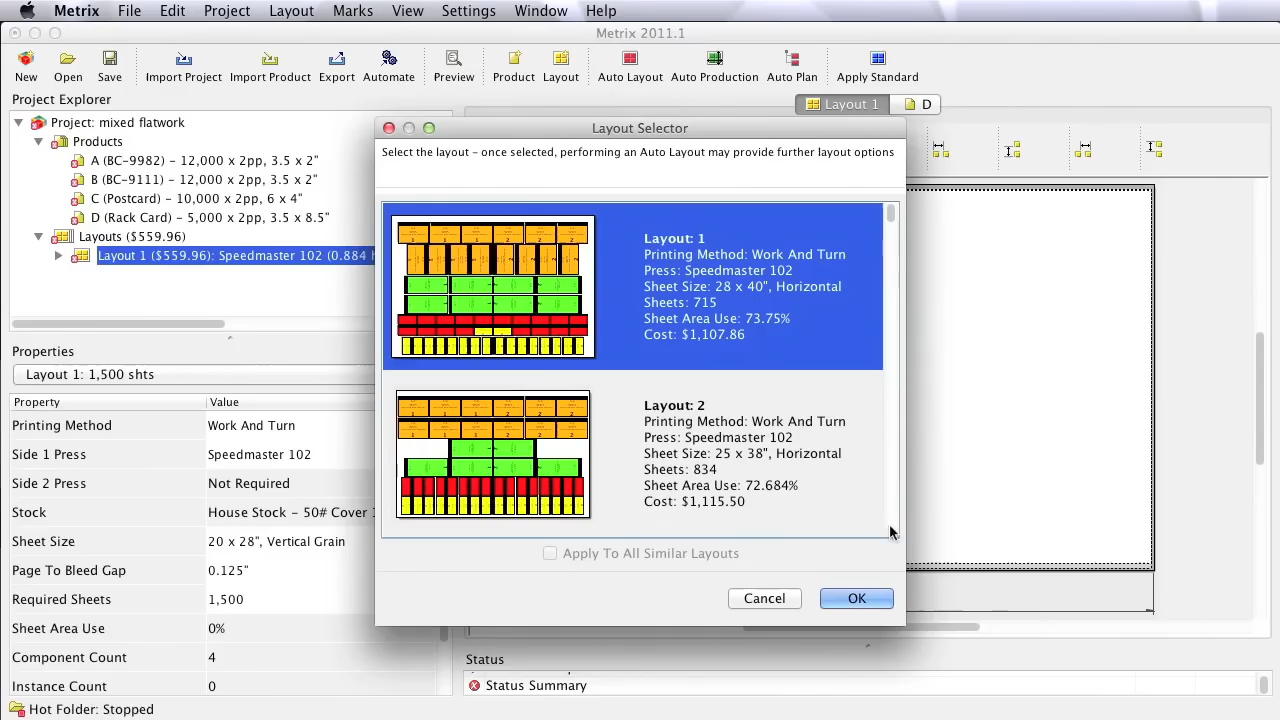 Metrix File Edit Project Layout Marks View Settings Window Help
Metrix 2011.1
New Open Save Import Project Import Product Export Automate Preview Product Layout Auto Layout Auto Production Auto Plan Apply Standard
Project Explorer
Project: mixed flatwork
Products
A (BC-9982) – 12,000 x 2pp, 3.5 x 2"
B (BC-9111) – 12,000 x 2pp, 3.5 x 2"
C (Postcard) – 10,000 x 2pp, 6 x 4"
D (Rack Card) – 5,000 x 2pp, 3.5 x 8.5"
Layouts ($559.96)
Layout 1 ($559.96): Speedmaster 102 (0.884
Properties
Layout 1: 1,500 shts
Property Value
Printing Method Work And Turn
Side 1 Press Speedmaster 102
Side 2 Press Not Required
Stock House Stock – 50# Cover
Sheet Size 20 x 28", Vertical Grain
Page To Bleed Gap 0.125"
Required Sheets 1,500
Sheet Area Use 0%
Component Count 4
Instance Count 0
Hot Folder: Stopped
Layout 1 D
Layout Selector
Select the layout – once selected, performing an Auto Layout may provide further layout options
Layout: 1
Printing Method: Work And Turn
Press: Speedmaster 102
Sheet Size: 28 x 40", Horizontal
Sheets: 715
Sheet Area Use: 73.75%
Cost: $1,107.86
Layout: 2
Printing Method: Work And Turn
Press: Speedmaster 102
Sheet Size: 25 x 38", Horizontal
Sheets: 834
Sheet Area Use: 72.684%
Cost: $1,115.50
Apply To All Similar Layouts
Cancel OK
Status
Status Summary